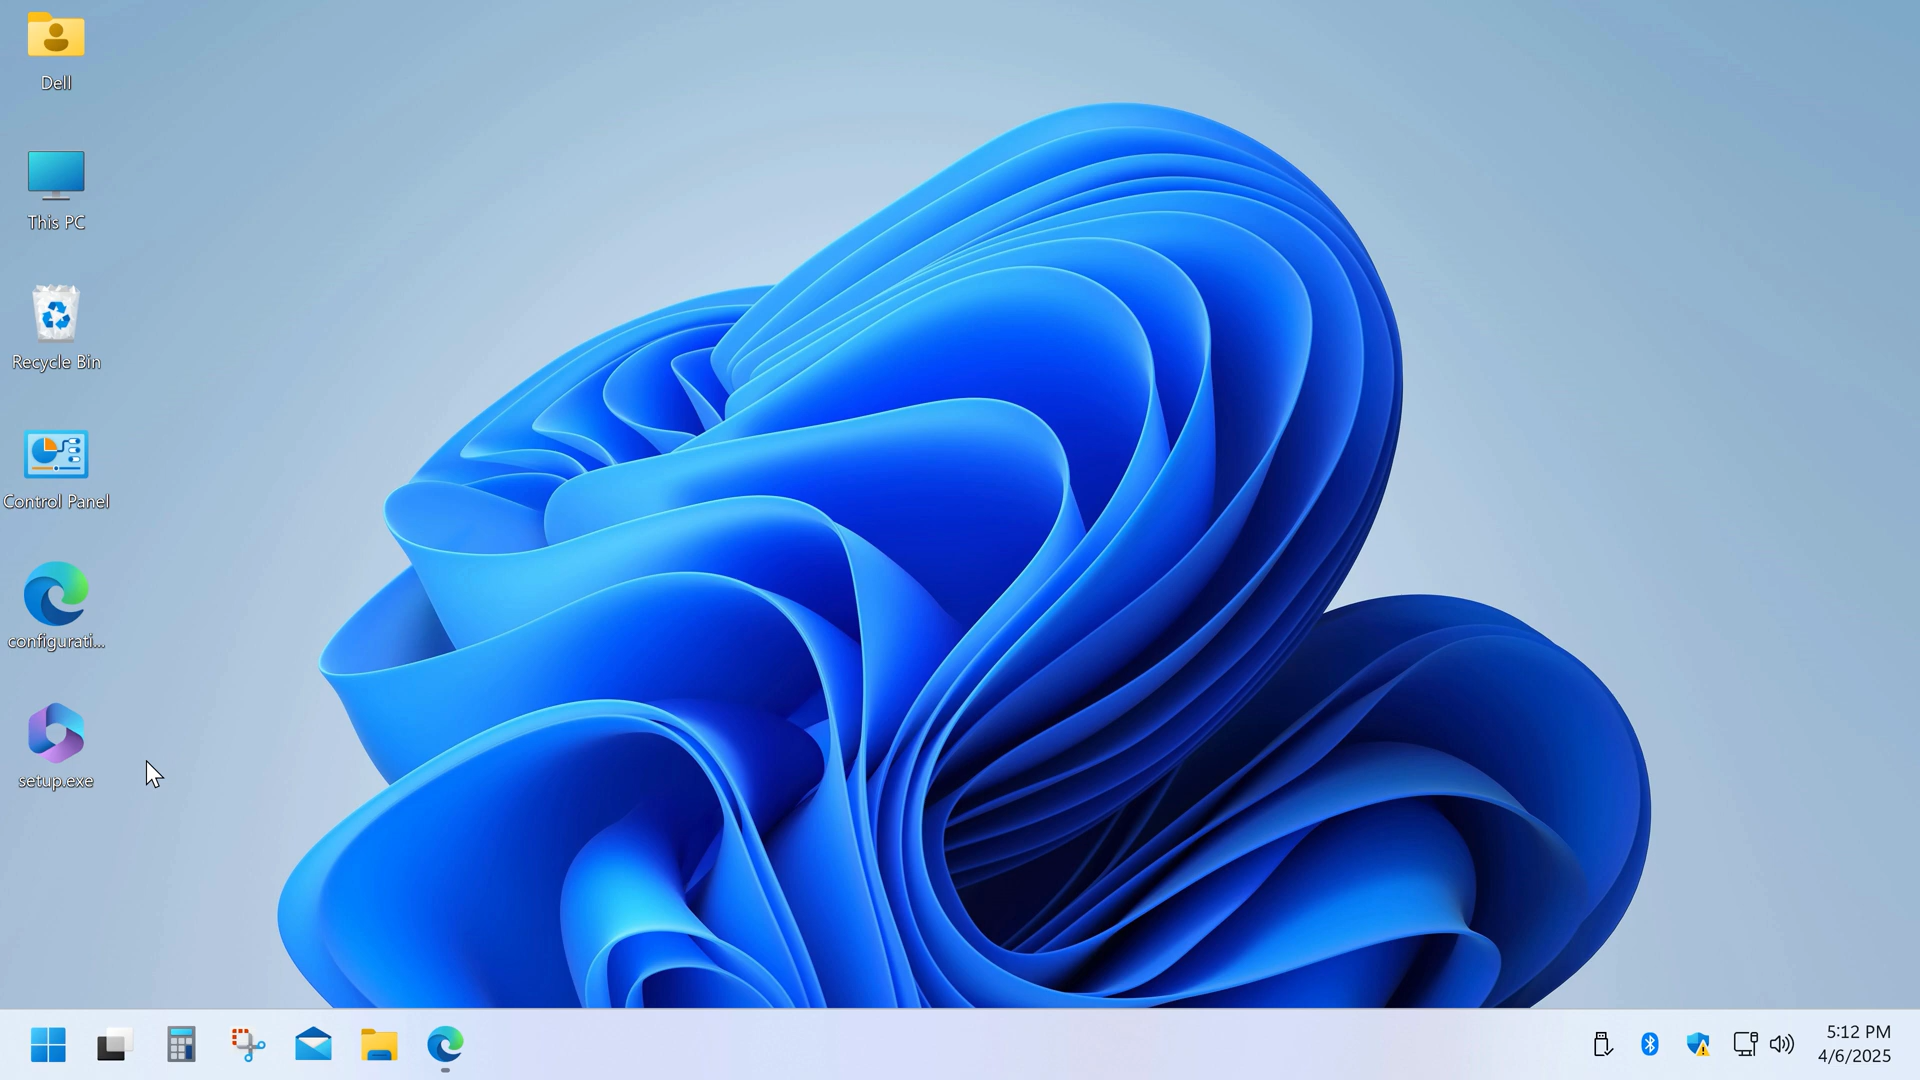 Dell
This PC
Recycle Bin
Control Panel
configurati...
setup.exe
5:12 PM
4/6/2025